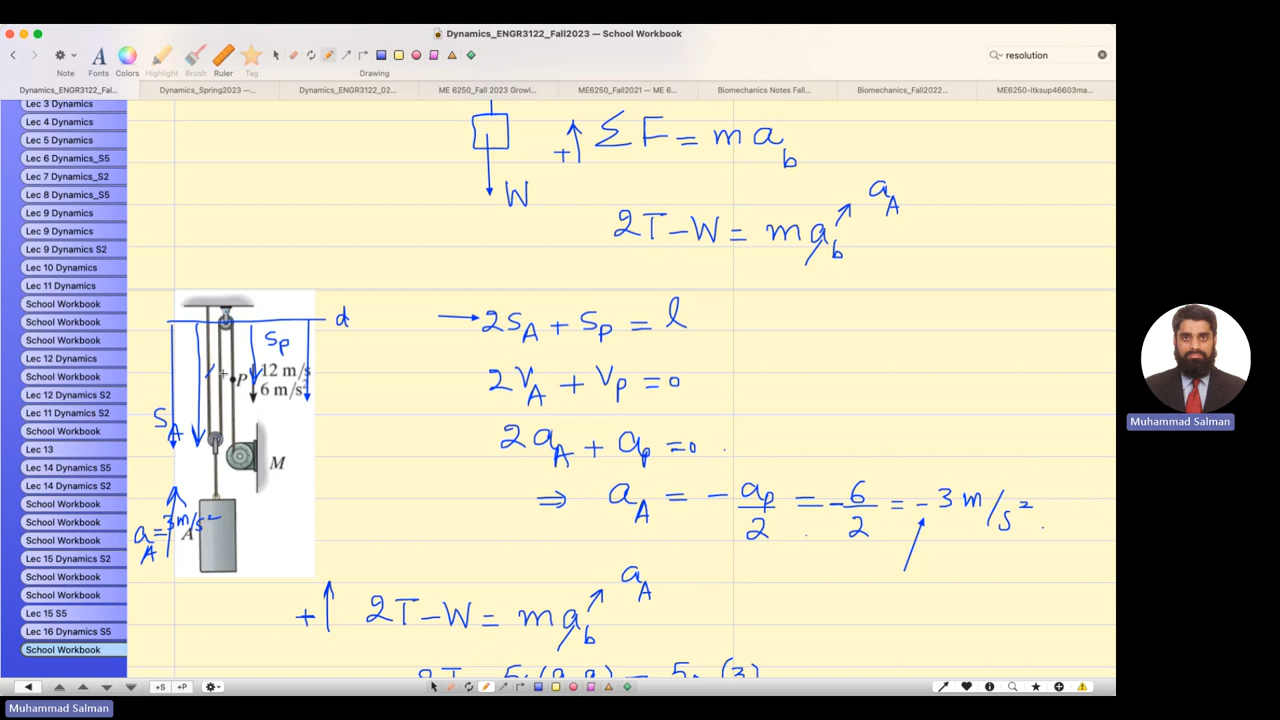 Dynamics_ENGR3122_Fall2023 — School Workbook
Note
Fonts
Colors
Highlight
Brush
Ruler
Tag
Drawing
resolution
Dynamics_ENGR3122_Fal...
Dynamics_Spring2023 —...
Dynamics_ENGR3122_02...
ME 6250_Fall 2023 Growl...
ME6250_Fall2021 — ME 6...
Biomechanics Notes Fall...
Biomechanics_Fall2022...
ME6250-ltksup46603ma...
Lec 3 Dynamics
Lec 4 Dynamics
Lec 5 Dynamics
Lec 6 Dynamics_S5
Lec 7 Dynamics_S2
Lec 8 Dynamics_S5
Lec 9 Dynamics
Lec 9 Dynamics
Lec 9 Dynamics S2
Lec 10 Dynamics
Lec 11 Dynamics
School Workbook
School Workbook
School Workbook
Lec 12 Dynamics
School Workbook
Lec 12 Dynamics S2
Lec 11 Dynamics S2
School Workbook
Lec 13
Lec 14 Dynamics S5
Lec 14 Dynamics S2
School Workbook
School Workbook
School Workbook
Lec 15 Dynamics S2
School Workbook
School Workbook
Lec 15 S5
Lec 16 Dynamics S5
School Workbook
W
+↑ ΣF = m a_b
2T - W = m a_b ↗ a_A
d
S_P
P
12 m/s
6 m/s²
S_A
M
a_A = 3 m/s²
A
→ 2S_A + S_P = l
2V_A + V_P = 0
2a_A + a_P = 0 .
⇒ a_A = - a_P/2 = - 6/2 = - 3 m/s² .
+↑ 2T - W = m a_b ↗ a_A
+S
+P
Muhammad Salman
Muhammad Salman